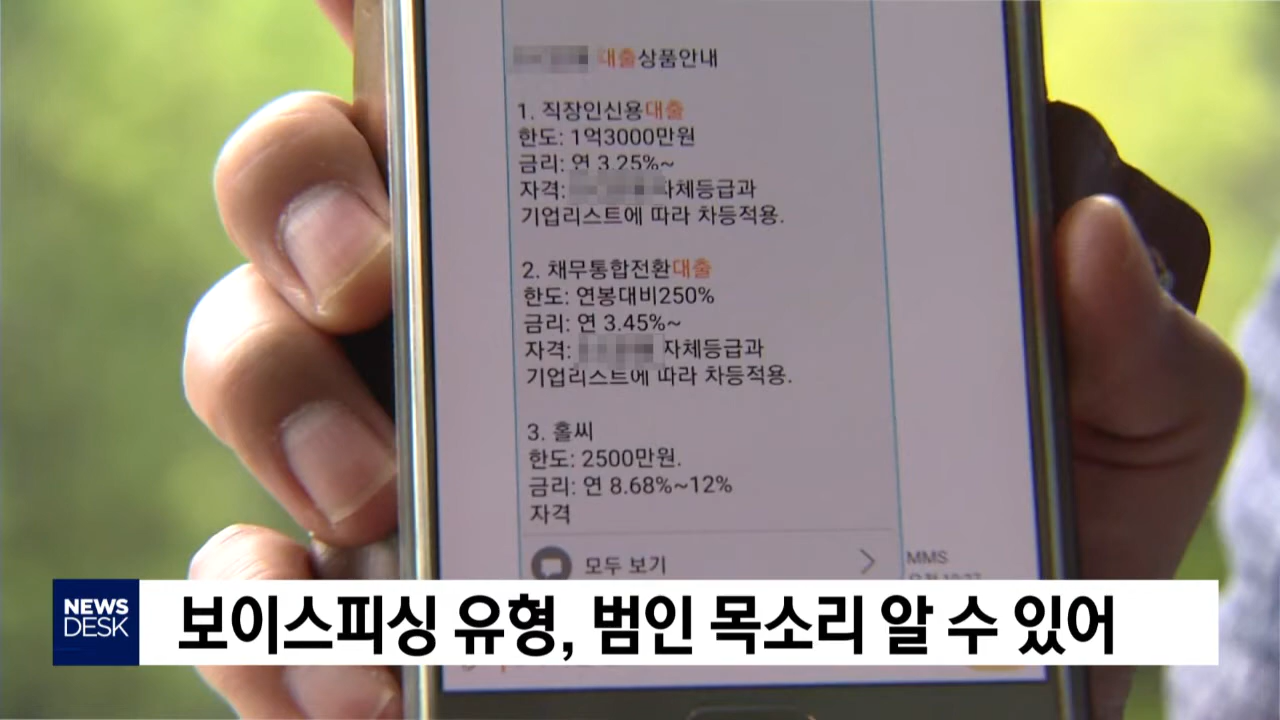 대출상품안내
1. 직장인신용대출
한도: 1억3000만원
금리: 연 3.25%~
자격: 자체등급과
기업리스트에 따라 차등적용.
2. 채무통합전환대출
한도: 연봉대비250%
금리: 연 3.45%~
자격: 자체등급과
기업리스트에 따라 차등적용.
3. 홀씨
한도: 2500만원.
금리: 연 8.68%~12%
자격
모두 보기
MMS
NEWS
DESK
보이스피싱 유형, 범인 목소리 알 수 있어